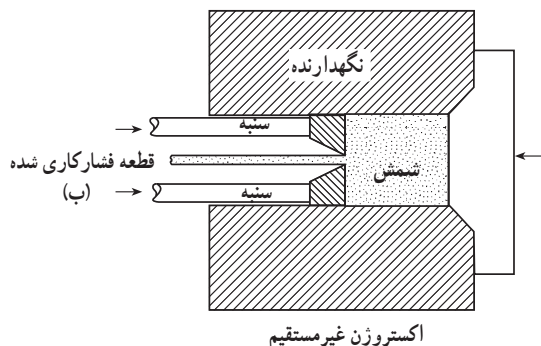 نگهدارنده
سنبه
قطعه فشارکاری شده
(ب)
شمش
سنبه
اکستروژن غیرمستقیم